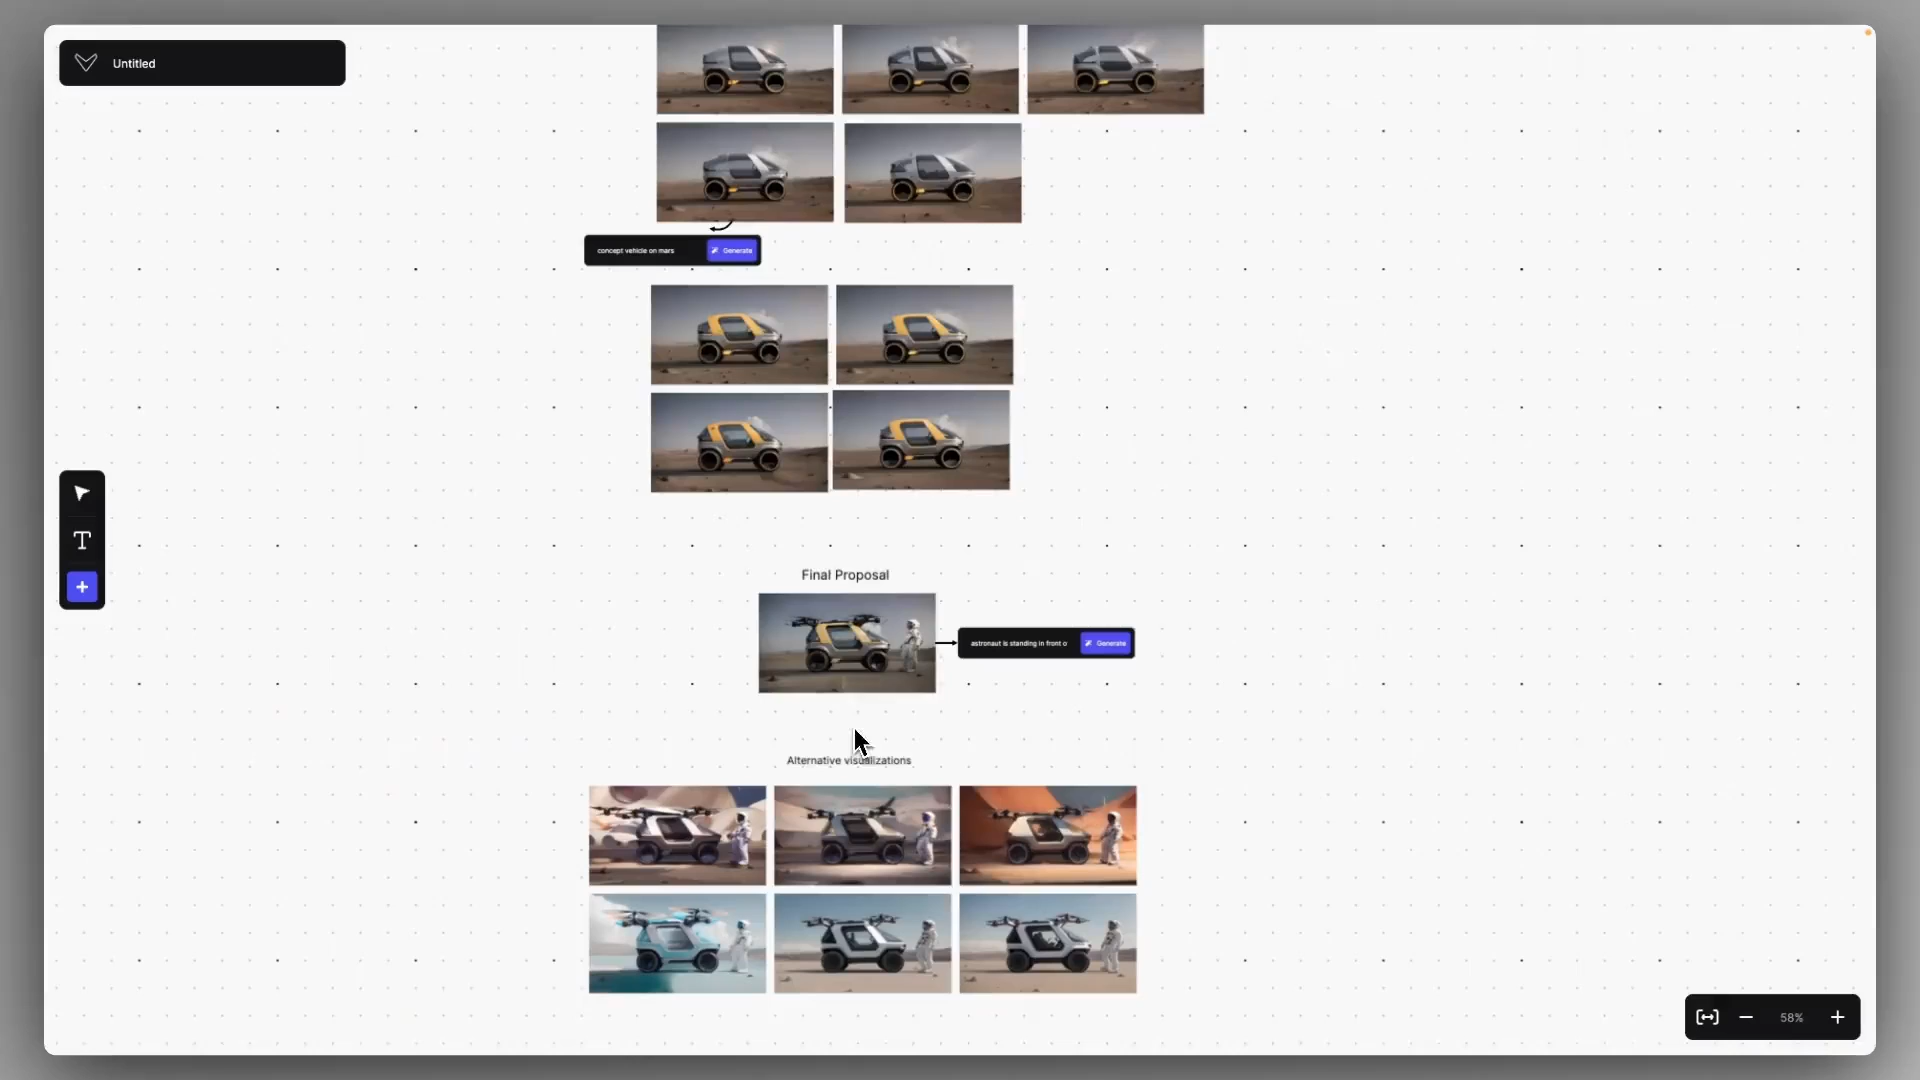 Untitled
concept vehicle on mars
Generate
Final Proposal
astronaut is standing in front o
Generate
Alternative visualizations
58%